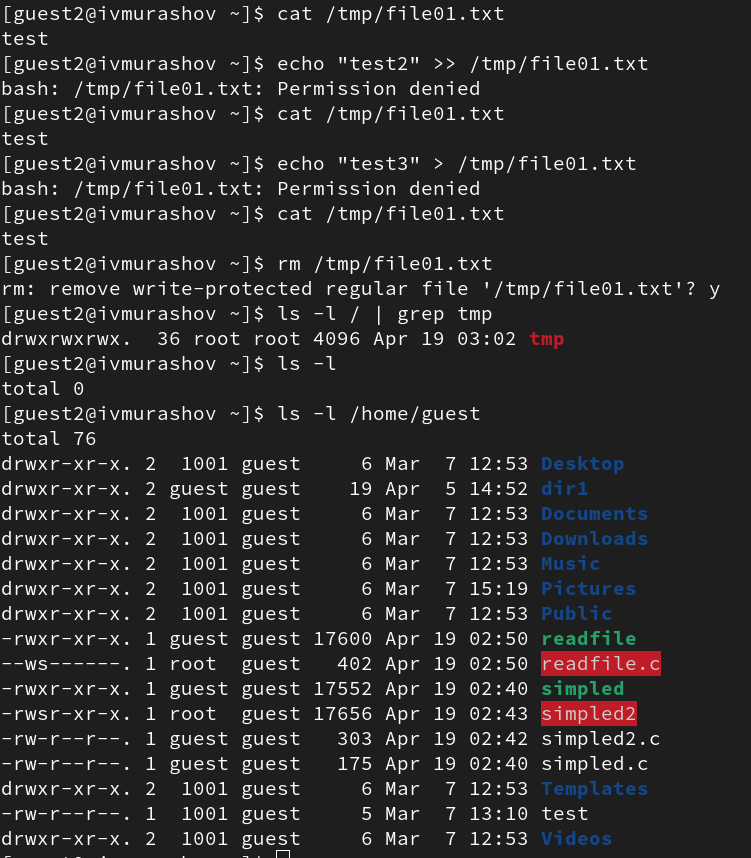 [guest2@ivmurashov ~]$ cat /tmp/file01.txt
test
[guest2@ivmurashov ~]$ echo "test2" >> /tmp/file01.txt
bash: /tmp/file01.txt: Permission denied
[guest2@ivmurashov ~]$ cat /tmp/file01.txt
test
[guest2@ivmurashov ~]$ echo "test3" > /tmp/file01.txt
bash: /tmp/file01.txt: Permission denied
[guest2@ivmurashov ~]$ cat /tmp/file01.txt
test
[guest2@ivmurashov ~]$ rm /tmp/file01.txt
rm: remove write-protected regular file '/tmp/file01.txt'? y
[guest2@ivmurashov ~]$ ls -l / | grep tmp
drwxrwxrwx.  36 root root 4096 Apr 19 03:02 tmp
[guest2@ivmurashov ~]$ ls -l
total 0
[guest2@ivmurashov ~]$ ls -l /home/guest
total 76
drwxr-xr-x. 2  1001 guest     6 Mar  7 12:53 Desktop
drwxr-xr-x. 2 guest guest    19 Apr  5 14:52 dir1
drwxr-xr-x. 2  1001 guest     6 Mar  7 12:53 Documents
drwxr-xr-x. 2  1001 guest     6 Mar  7 12:53 Downloads
drwxr-xr-x. 2  1001 guest     6 Mar  7 12:53 Music
drwxr-xr-x. 2  1001 guest     6 Mar  7 15:19 Pictures
drwxr-xr-x. 2  1001 guest     6 Mar  7 12:53 Public
-rwxr-xr-x. 1 guest guest 17600 Apr 19 02:50 readfile
--ws------. 1 root  guest   402 Apr 19 02:50 readfile.c
-rwxr-xr-x. 1 guest guest 17552 Apr 19 02:40 simpled
-rwsr-xr-x. 1 root  guest 17656 Apr 19 02:43 simpled2
-rw-r--r--. 1 guest guest   303 Apr 19 02:42 simpled2.c
-rw-r--r--. 1 guest guest   175 Apr 19 02:40 simpled.c
drwxr-xr-x. 2  1001 guest     6 Mar  7 12:53 Templates
-rw-r--r--. 1  1001 guest     5 Mar  7 13:10 test
drwxr-xr-x. 2  1001 guest     6 Mar  7 12:53 Videos